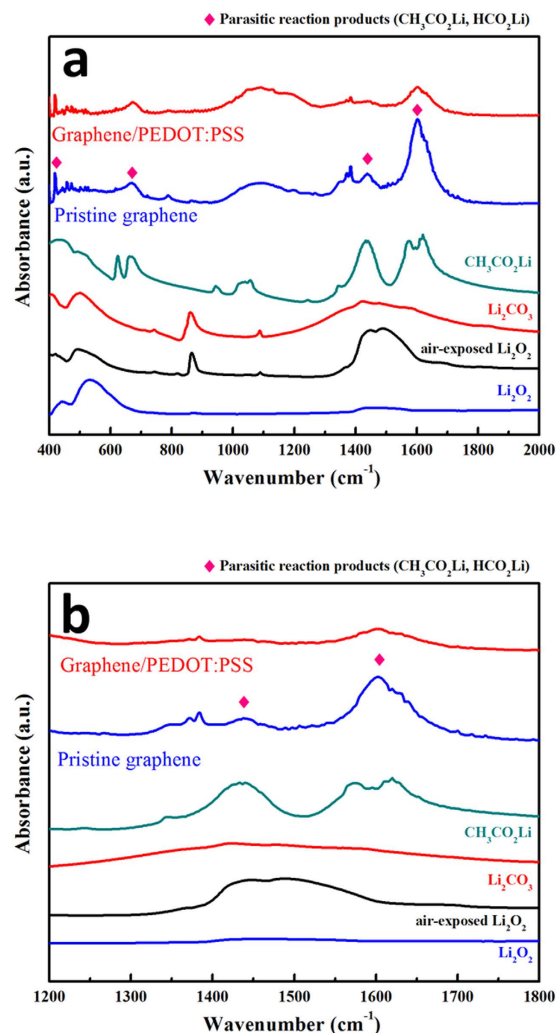 ◆ Parasitic reaction products (CH₃CO₂Li, HCO₂Li)
a
Graphene/PEDOT:PSS
Pristine graphene
CH₃CO₂Li
Li₂CO₃
air-exposed Li₂O₂
Li₂O₂
Absorbance (a.u.)
400 600 800 1000 1200 1400 1600 1800 2000
Wavenumber (cm⁻¹)
◆ Parasitic reaction products (CH₃CO₂Li, HCO₂Li)
b
Graphene/PEDOT:PSS
Pristine graphene
CH₃CO₂Li
Li₂CO₃
air-exposed Li₂O₂
Li₂O₂
Absorbance (a.u.)
1200 1300 1400 1500 1600 1700 1800
Wavenumber (cm⁻¹)